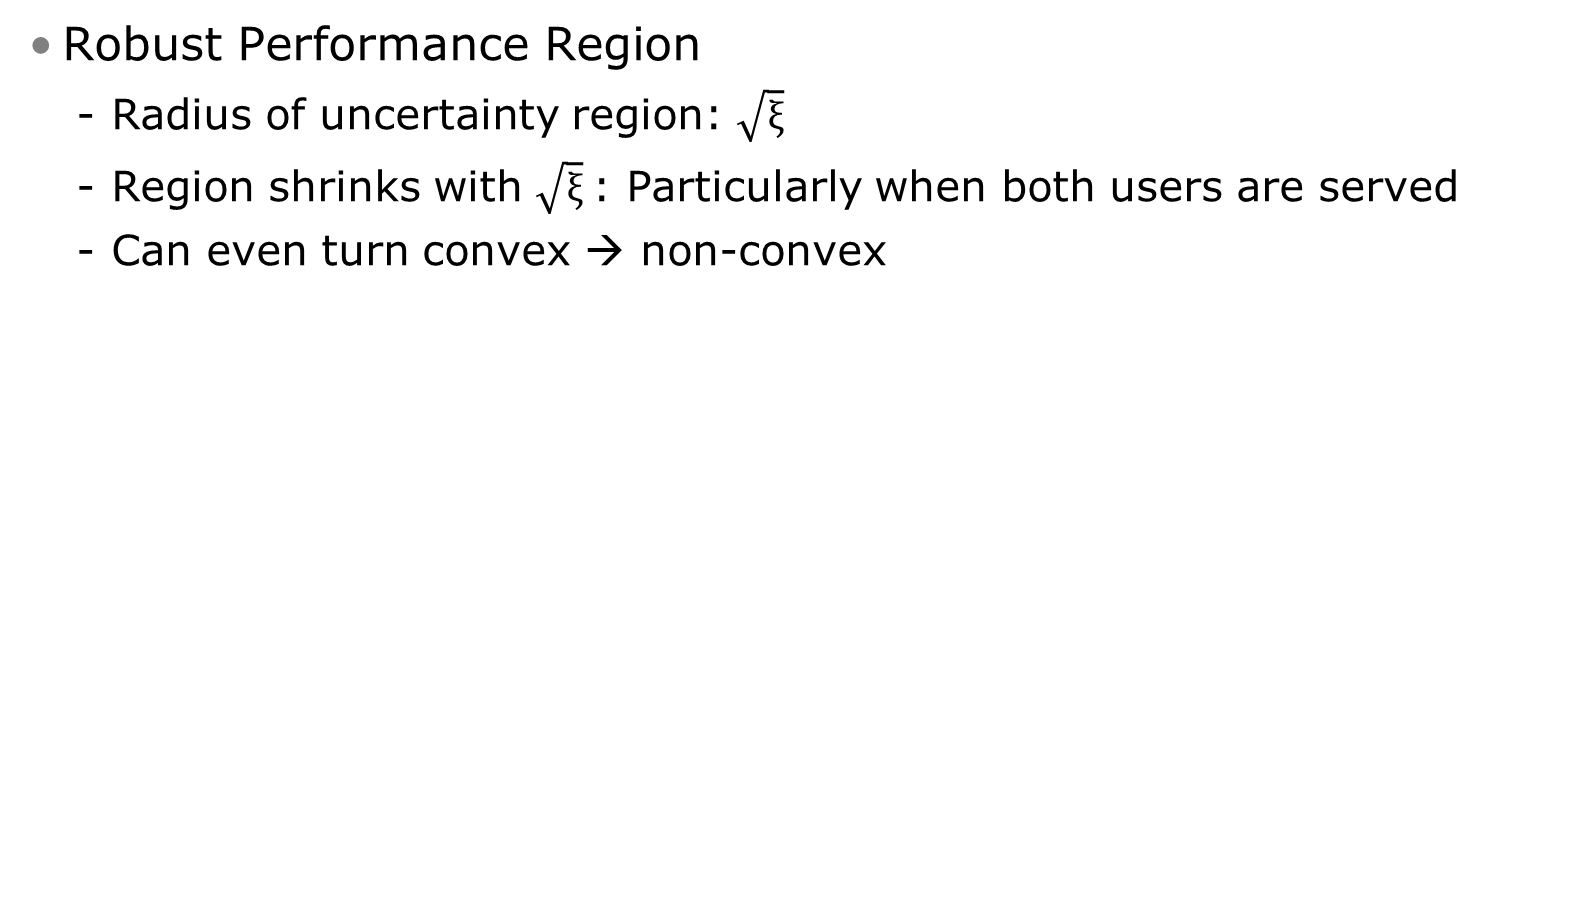 • Robust Performance Region
- Radius of uncertainty region: √ξ
- Region shrinks with √ξ : Particularly when both users are served
- Can even turn convex → non-convex